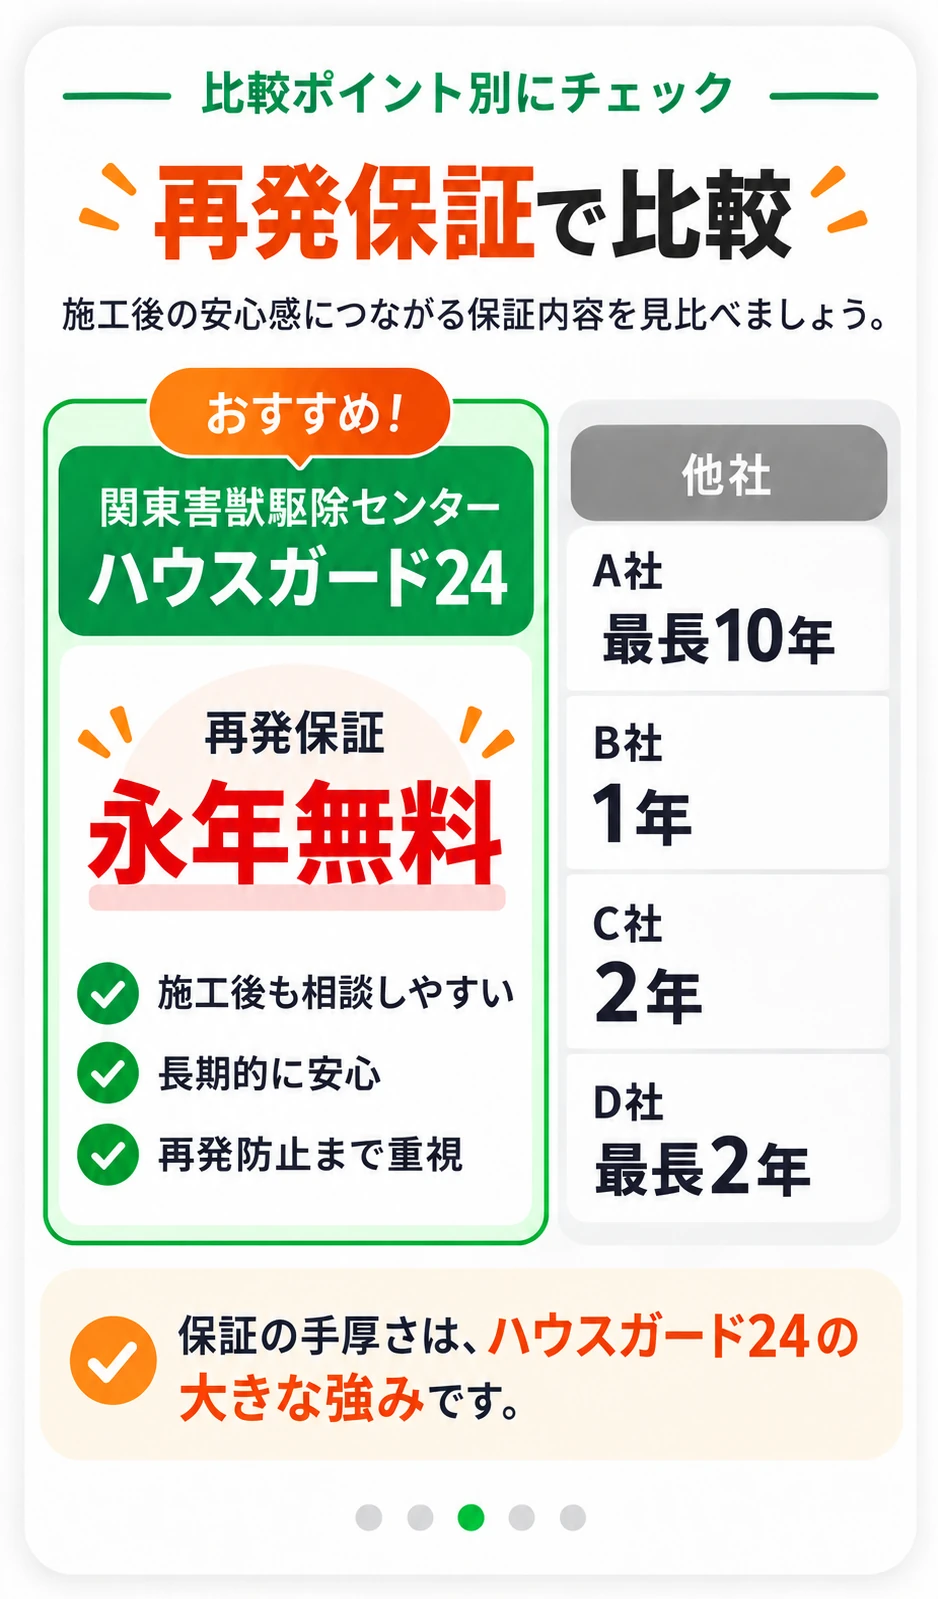 比較ポイント別にチェック
再発保証で比較
施工後の安心感につながる保証内容を見比べましょう。
おすすめ!
関東害獣駆除センター
ハウスガード24
再発保証
永年無料
施工後も相談しやすい
長期的に安心
再発防止まで重視
他社
A社
最長10年
B社
1年
C社
2年
D社
最長2年
保証の手厚さは、ハウスガード24の
大きな強みです。